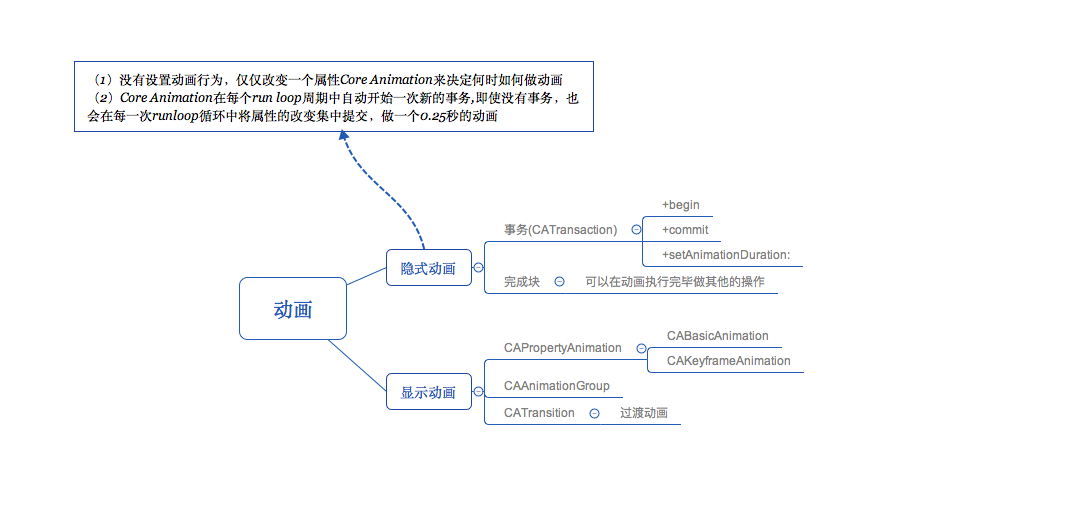 （1）没有设置动画行为，仅仅改变一个属性Core Animation来决定何时如何做动画
（2）Core Animation在每个run loop周期中自动开始一次新的事务,即使没有事务，也
会在每一次runloop循环中将属性的改变集中提交，做一个0.25秒的动画
+begin
事务(CATransaction)
+commit
+setAnimationDuration:
隐式动画
完成块
可以在动画执行完毕做其他的操作
动画
CABasicAnimation
CAPropertyAnimation
CAKeyframeAnimation
显示动画
CAAnimationGroup
CATransition
过渡动画